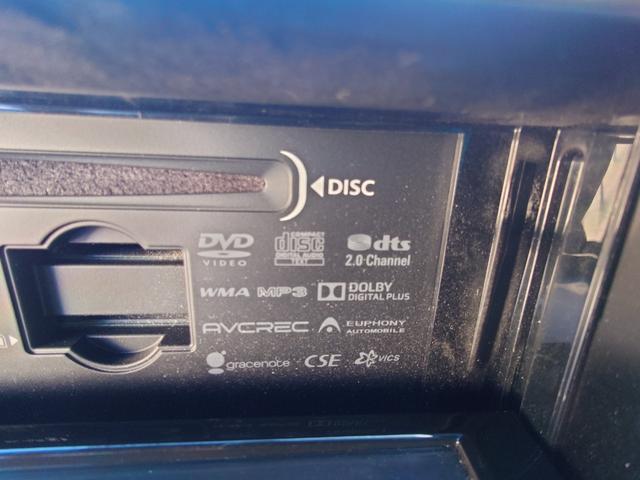 DISC
DVD VIDEO
COMPACT disc DIGITAL AUDIO TEXT
dts 2.0 Channel
WMA MP3 DOLBY DIGITAL PLUS
AVCREC EUPHONY AUTOMOBILE
gracenote CSE VICS